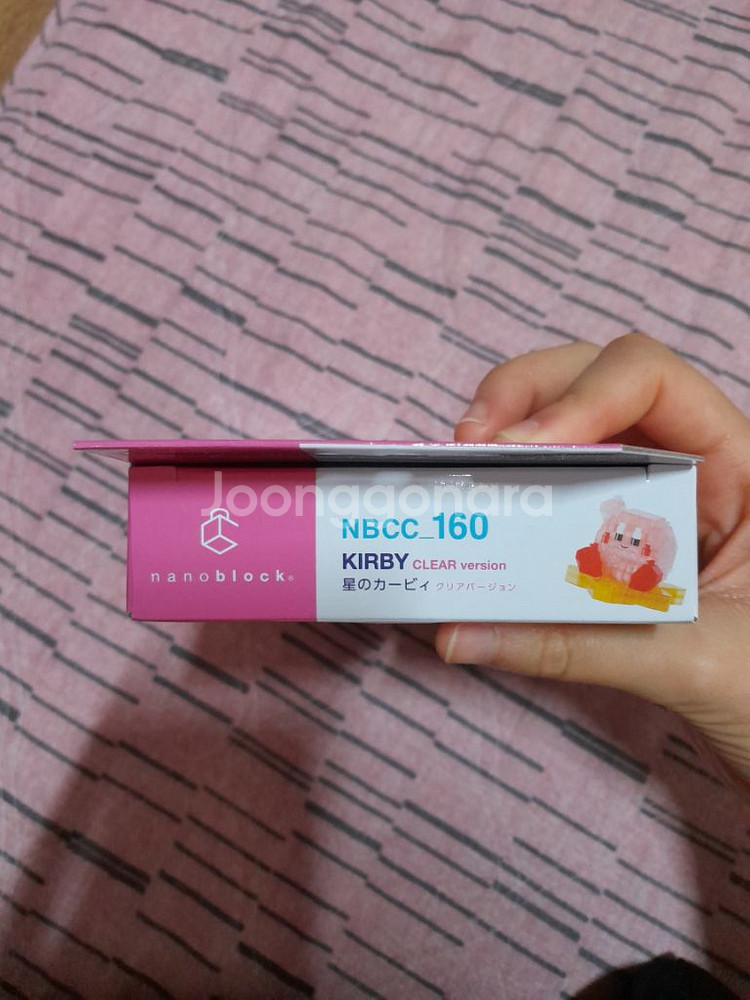 Joonggonara
NBCC_160
KIRBY CLEAR version
星のカービィ クリアバージョン
nanoblock®